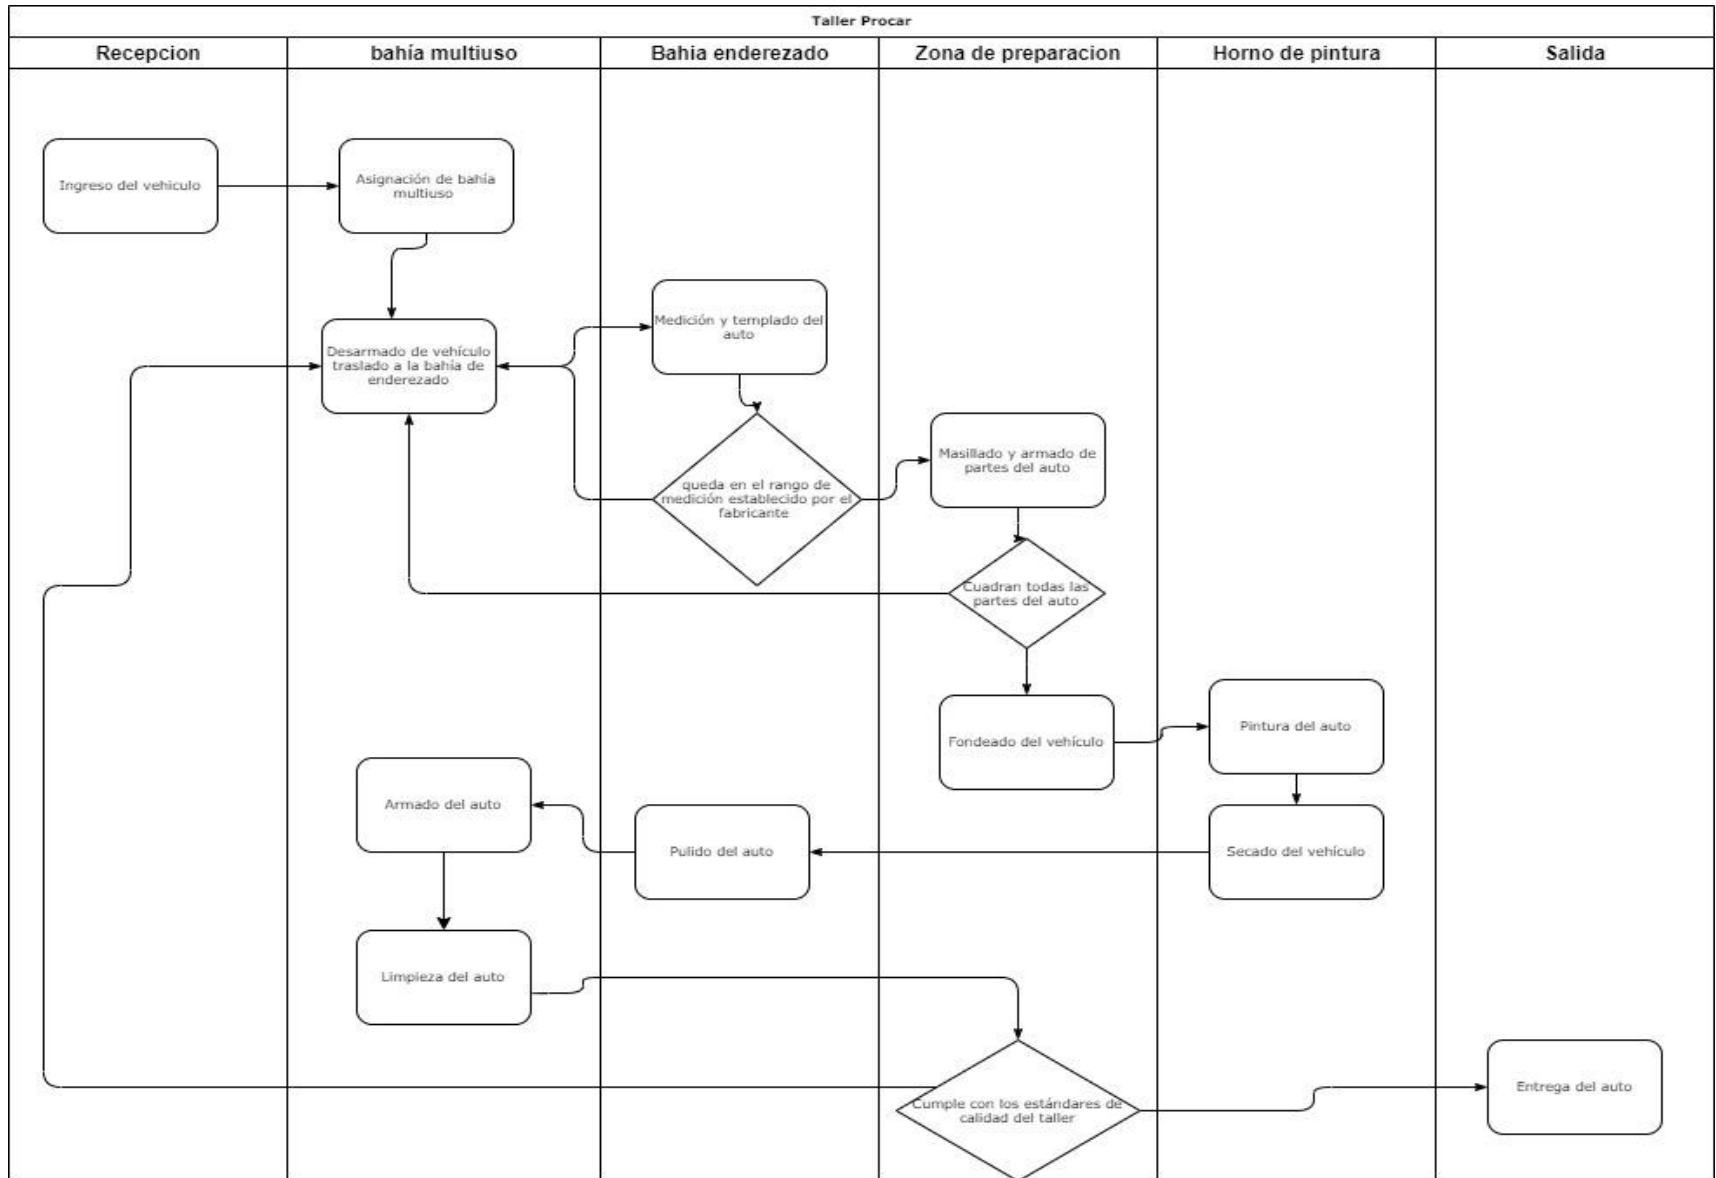 Taller Procar
Recepcion
bahía multiuso
Bahia enderezado
Zona de preparacion
Horno de pintura
Salida
Ingreso del vehiculo
Asignación de bahía
multiuso
Medición y templado del
auto
Desarmado de vehículo
traslado a la bahía de
enderezado
Masillado y armado de
partes del auto
queda en el rango de
medición establecido por el
fabricante
Cuadran todas las
partes del auto
Fondeado del vehículo
Pintura del auto
Armado del auto
Pulido del auto
Secado del vehículo
Limpieza del auto
Cumple con los estándares de
calidad del taller
Entrega del auto